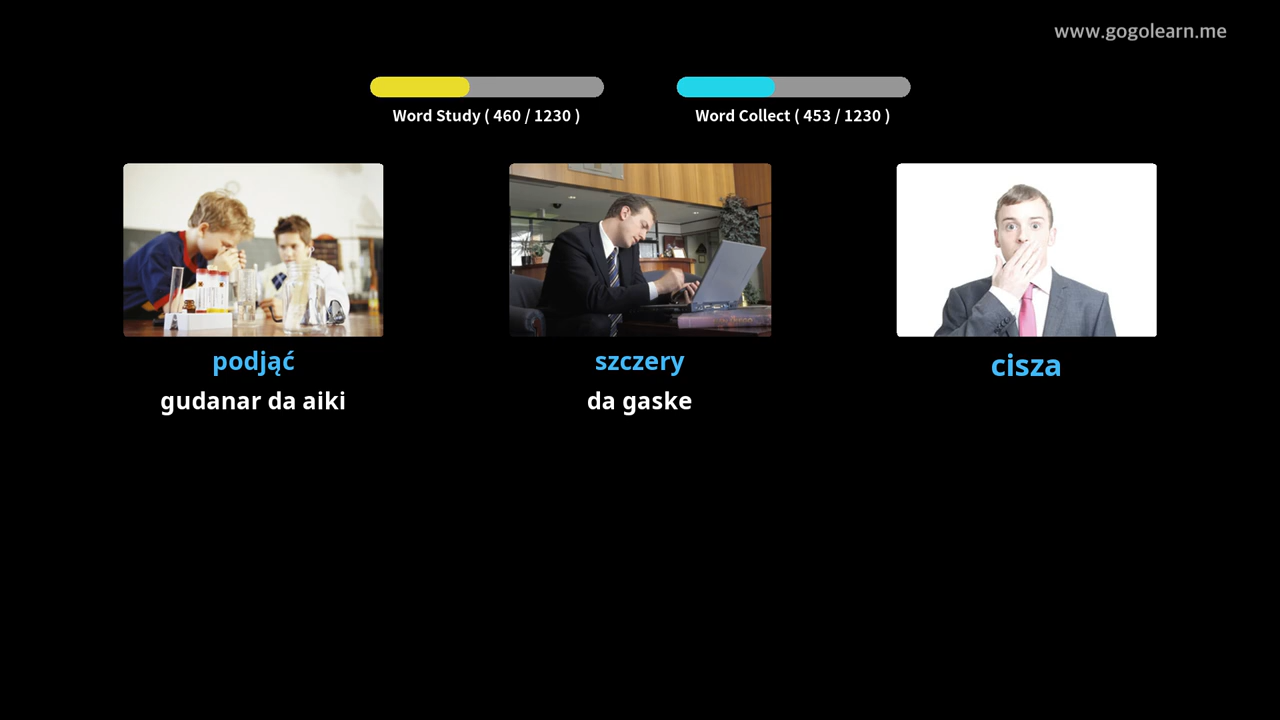 www.gogolearn.me
Word Study ( 460 / 1230 )
Word Collect ( 453 / 1230 )
podjąć
gudanar da aiki
szczery
da gaske
cisza